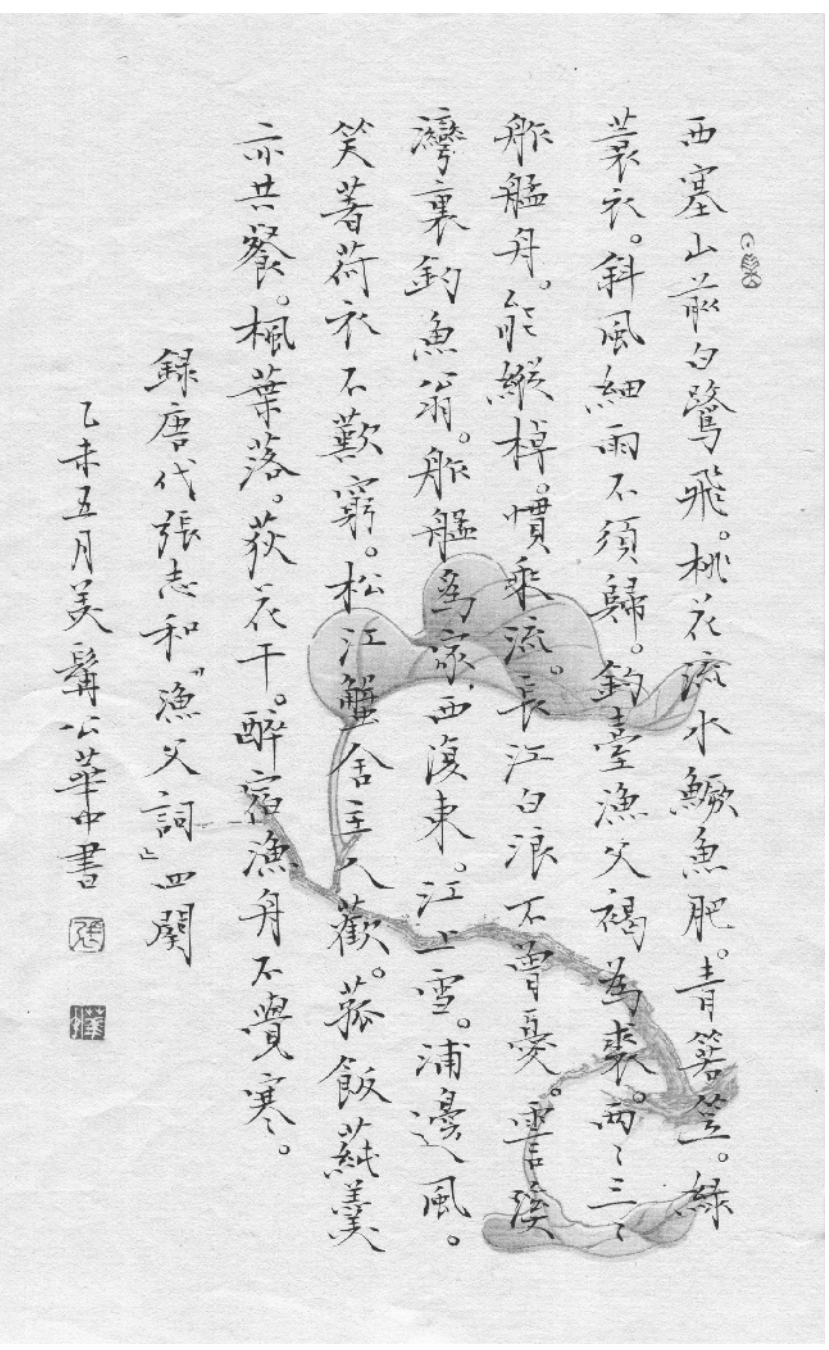 西塞山前白鷺飛。桃花流水鱖魚肥。青箬笠。綠
蓑衣。斜風細雨不須歸。釣臺漁父褐為裘。兩〻三〻
舴艋舟。能縱棹。慣乘流。長江白浪不曾憂。霅溪
灣裏釣魚翁。舴艋為家西復東。江上雪。浦邊風。
笑著荷衣不歎窮。松江蟹舍主人歡。菰飯蒓羹
亦共餐。楓葉落。荻花干。醉宿漁舟不覺寒。
錄唐代張志和『漁父詞』四闋
乙未五月美髯公華中書